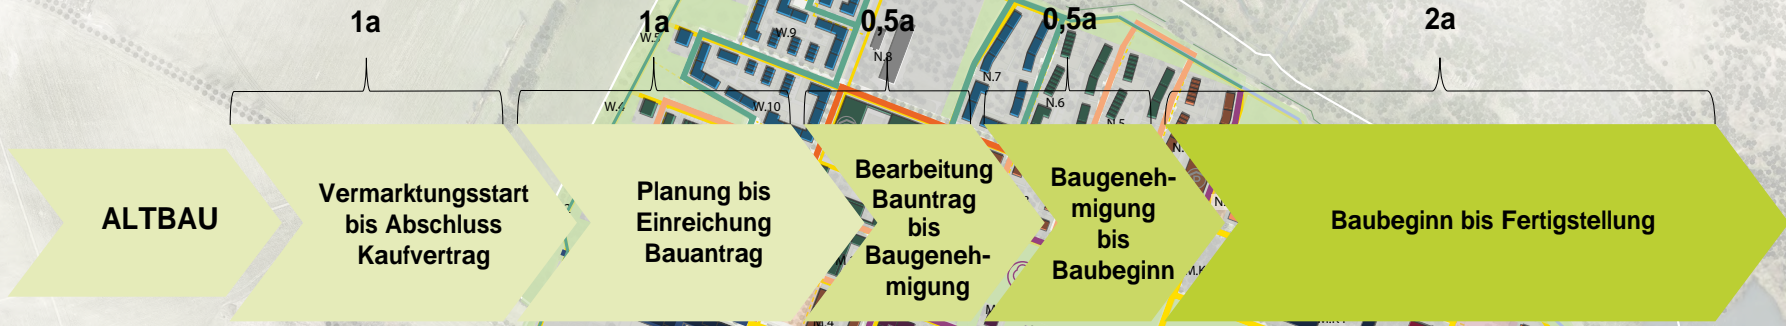 1a
1a
0,5a
0,5a
2a
W.5
W.9
N.8
N.7
W.4
W.10
N.6
N.5
ALTBAU
Vermarktungsstart
bis Abschluss
Kaufvertrag
Planung bis
Einreichung
Bauantrag
Bearbeitung
Bauntrag
bis
Baugeneh-
migung
Baugeneh-
migung
bis
Baubeginn
Baubeginn bis Fertigstellung